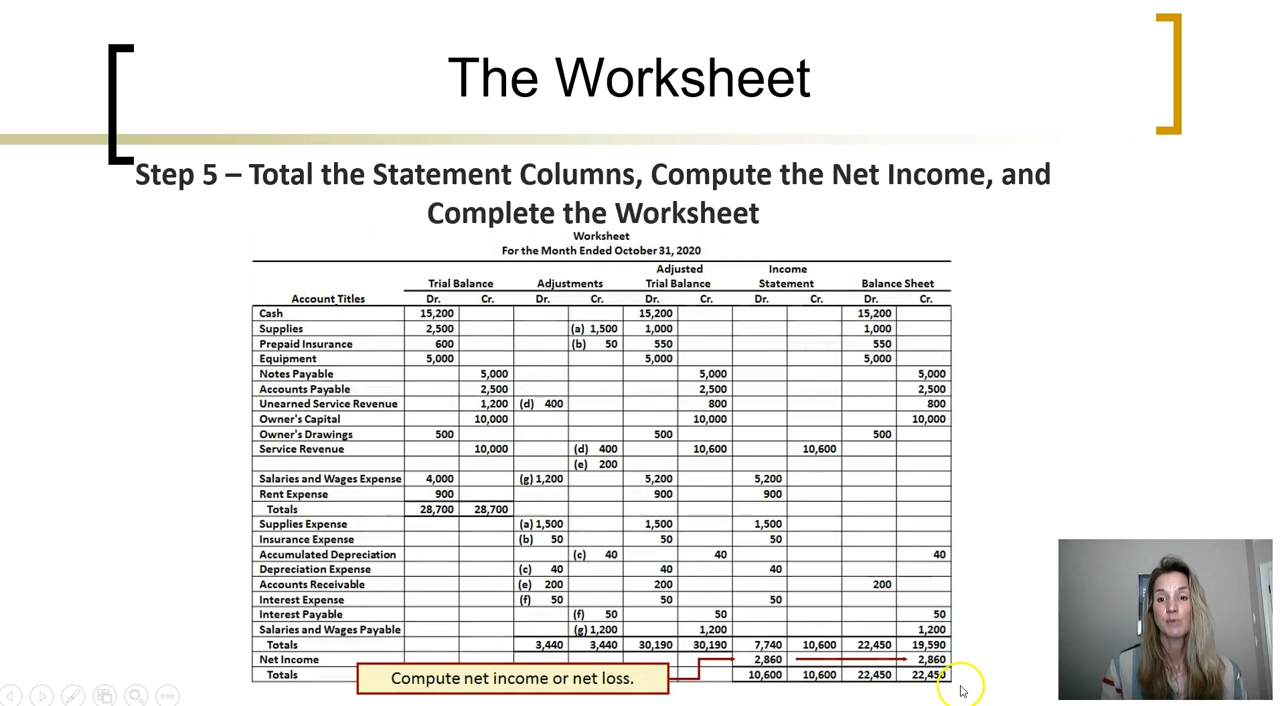 The Worksheet
Step 5 – Total the Statement Columns, Compute the Net Income, and
Complete the Worksheet
Worksheet
For the Month Ended October 31, 2020
Adjusted Income
Trial Balance Adjustments Trial Balance Statement Balance Sheet
Account Titles Dr. Cr. Dr. Cr. Dr. Cr. Dr. Cr. Dr. Cr.
Cash 15,200 15,200 15,200
Supplies 2,500 (a) 1,500 1,000 1,000
Prepaid Insurance 600 (b) 50 550 550
Equipment 5,000 5,000 5,000
Notes Payable 5,000 5,000 5,000
Accounts Payable 2,500 2,500 2,500
Unearned Service Revenue 1,200 (d) 400 800 800
Owner's Capital 10,000 10,000 10,000
Owner's Drawings 500 500 500
Service Revenue 10,000 (d) 400 10,600 10,600
(e) 200
Salaries and Wages Expense 4,000 (g) 1,200 5,200 5,200
Rent Expense 900 900 900
Totals 28,700 28,700
Supplies Expense (a) 1,500 1,500 1,500
Insurance Expense (b) 50 50 50
Accumulated Depreciation (c) 40 40 40
Depreciation Expense (c) 40 40 40
Accounts Receivable (e) 200 200 200
Interest Expense (f) 50 50 50
Interest Payable (f) 50 50 50
Salaries and Wages Payable (g) 1,200 1,200 1,200
Totals 3,440 3,440 30,190 30,190 7,740 10,600 22,450 19,590
Net Income 2,860 2,860
Totals 10,600 10,600 22,450 22,450
Compute net income or net loss.